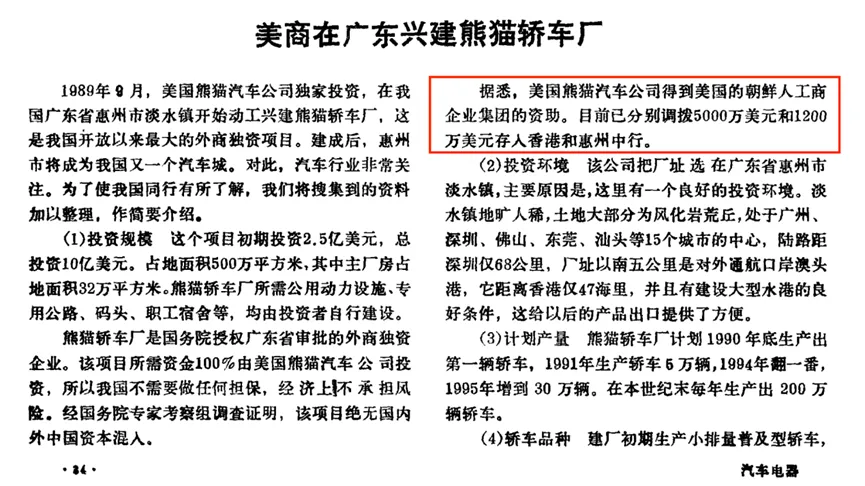 美商在广东兴建熊猫轿车厂
1989年9月，美国熊猫汽车公司独家投资，在我
国广东省惠州市淡水镇开始动工兴建熊猫轿车厂，这
是我国开放以来最大的外商独资项目。建成后，惠州
市将成为我国又一个汽车城。对此，汽车行业非常关
注。为了使我国同行有所了解，我们将搜集到的资料
加以整理，作简要介绍。
(1)投资规模 这个项目初期投资2.5亿美元，总
投资10亿美元。占地面积500万平方米，其中主厂房占
地面积32万平方米。熊猫轿车厂所需公用动力设施、专
用公路、码头、职工宿舍等，均由投资者自行建设。
熊猫轿车厂是国务院授权广东省审批的外商独资
企业。该项目所需资金100%由美国熊猫汽车公司投
资，所以我国不需要做任何担保，经济上不承担风
险。经国务院专家考察组调查证明，该项目绝无国内
外中国资本混入。
·34·
据悉，美国熊猫汽车公司得到美国的朝鲜人工商
企业集团的资助。目前已分别调拨5000万美元和1200
万美元存入香港和惠州中行。
(2)投资环境 该公司把厂址选在广东省惠州市
淡水镇，主要原因是，这里有一个良好的投资环境。淡
水镇地旷人稀，土地大部分为风化岩荒丘，处于广州、
深圳、佛山、东莞、汕头等15个城市的中心，陆路距
深圳仅68公里，厂址以南五公里是对外通航口岸澳头
港，它距离香港仅47海里，并且有建设大型水港的良
好条件，这给以后的产品出口提供了方便。
(3)计划产量 熊猫轿车厂计划1990年底生产出
第一辆轿车，1991年生产轿车5万辆，1994年翻一番，
1995年增到30万辆。在本世纪末每年生产出200万
辆轿车。
(4)轿车品种 建厂初期生产小排量普及型轿车，
汽车电器